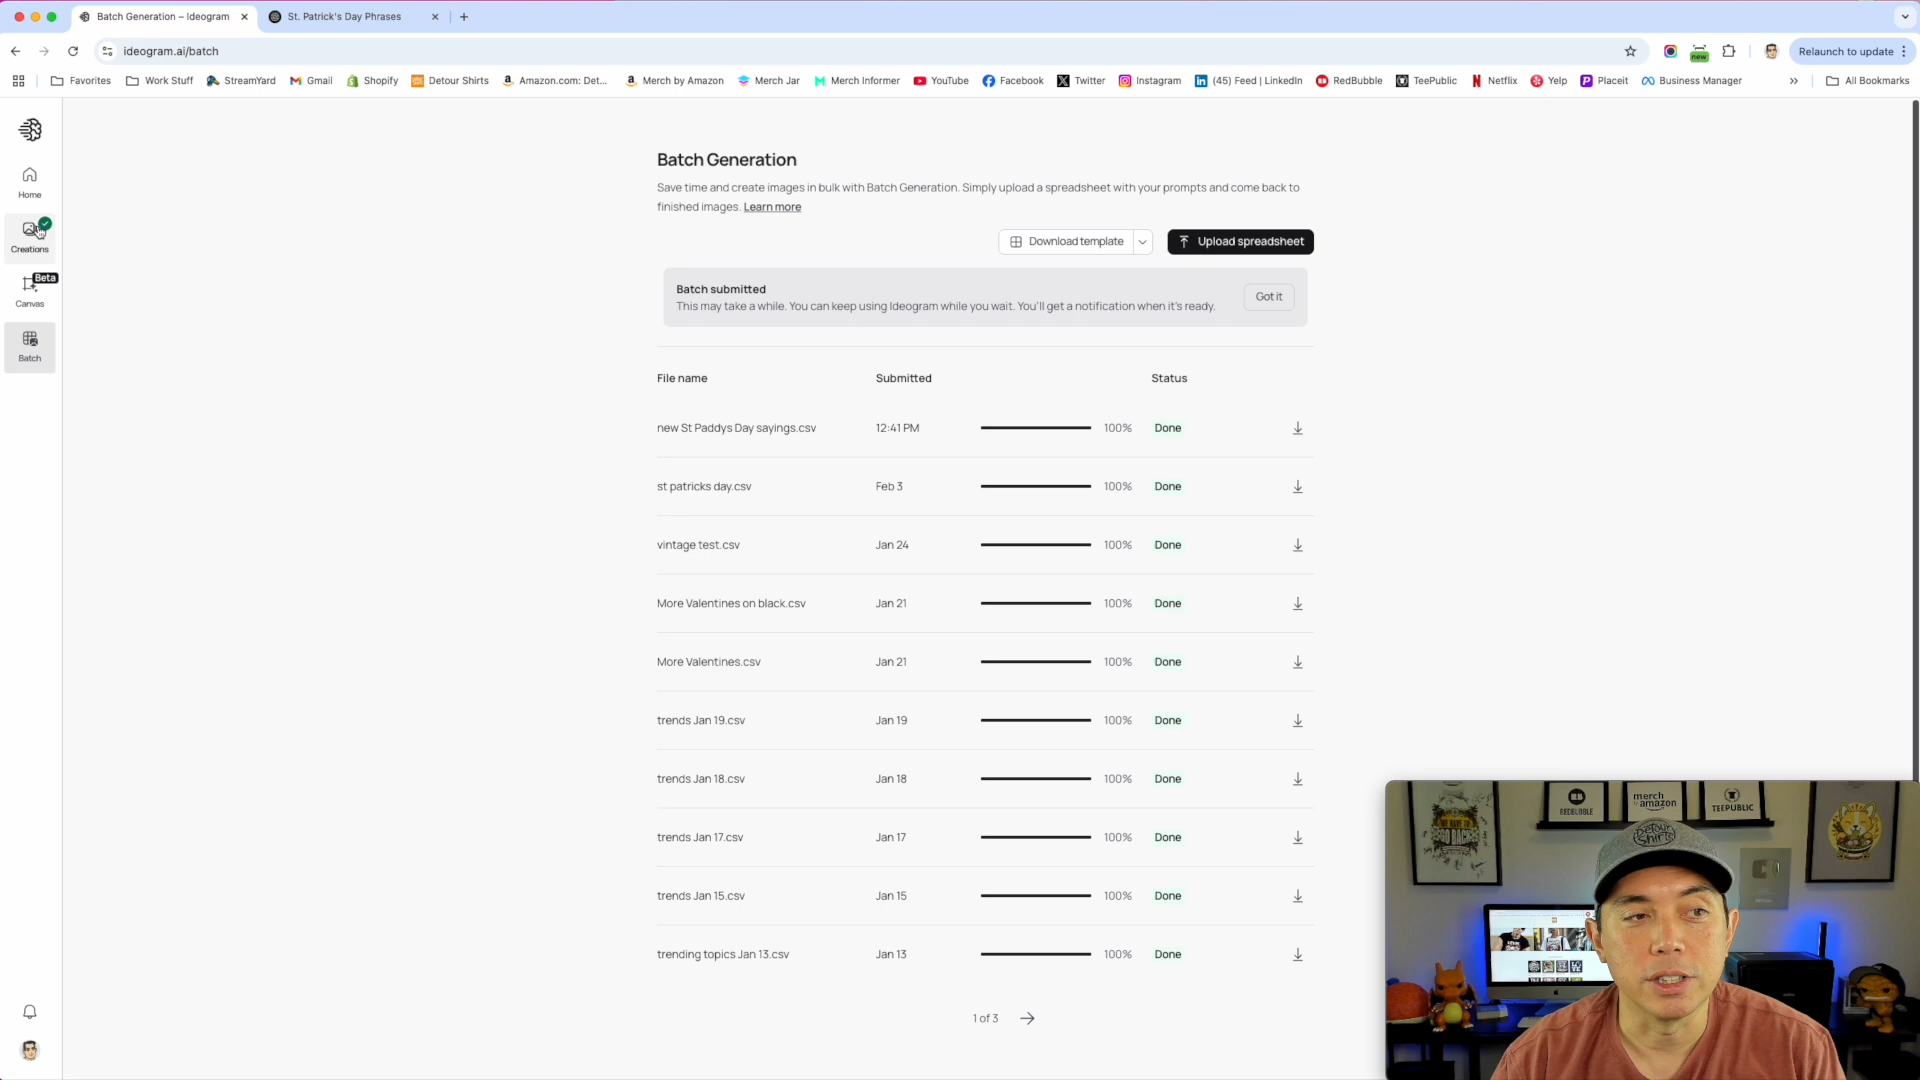 Batch Generation – Ideogram
St. Patrick's Day Phrases
ideogram.ai/batch
new
Relaunch to update
Favorites
Work Stuff
StreamYard
Gmail
Shopify
Detour Shirts
Amazon.com: Det...
Merch by Amazon
Merch Jar
Merch Informer
YouTube
Facebook
Twitter
Instagram
(45) Feed | LinkedIn
RedBubble
TeePublic
Netflix
Yelp
Placeit
Business Manager
All Bookmarks
Home
Creations
Beta
Canvas
Batch
Batch Generation
Save time and create images in bulk with Batch Generation. Simply upload a spreadsheet with your prompts and come back to
finished images. Learn more
Download template
Upload spreadsheet
Batch submitted
This may take a while. You can keep using Ideogram while you wait. You'll get a notification when it's ready.
Got it
File name Submitted Status
new St Paddys Day sayings.csv 12:41 PM 100% Done
st patricks day.csv Feb 3 100% Done
vintage test.csv Jan 24 100% Done
More Valentines on black.csv Jan 21 100% Done
More Valentines.csv Jan 21 100% Done
trends Jan 19.csv Jan 19 100% Done
trends Jan 18.csv Jan 18 100% Done
trends Jan 17.csv Jan 17 100% Done
trends Jan 15.csv Jan 15 100% Done
trending topics Jan 13.csv Jan 13 100% Done
1 of 3
REDBUBBLE
merch
amazon
TEEPUBLIC
GO BACK
Detour
Shirts